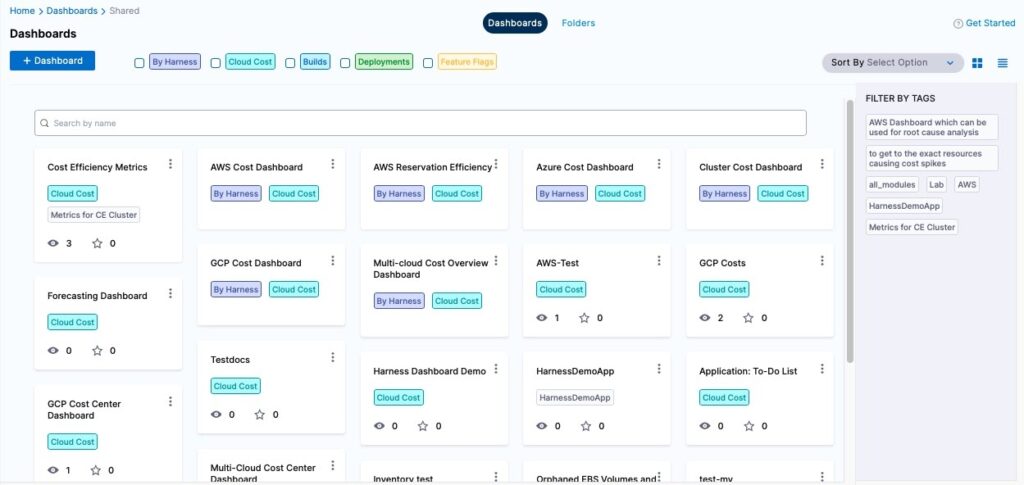 Home > Dashboards > Shared
Dashboards
Dashboards Folders
Get Started
+ Dashboard
By Harness
Cloud Cost
Builds
Deployments
Feature Flags
Sort By Select Option
Search by name
Cost Efficiency Metrics
Cloud Cost
Metrics for CE Cluster
3 0
Forecasting Dashboard
Cloud Cost
0 0
GCP Cost Center
Dashboard
Cloud Cost
1 0
AWS Cost Dashboard
By Harness Cloud Cost
GCP Cost Dashboard
By Harness Cloud Cost
Testdocs
Cloud Cost
0 0
Multi-Cloud Cost Center
Dashboard
AWS Reservation Efficiency
By Harness Cloud Cost
Multi-cloud Cost Overview
Dashboard
By Harness Cloud Cost
Harness Dashboard Demo
Cloud Cost
0 0
Inventory test
Azure Cost Dashboard
By Harness Cloud Cost
AWS-Test
Cloud Cost
1 0
HarnessDemoApp
HarnessDemoApp
0 0
Orphaned EBS Volumes and
Cluster Cost Dashboard
By Harness Cloud Cost
GCP Costs
Cloud Cost
2 0
Application: To-Do List
Cloud Cost
0 0
test-my
FILTER BY TAGS
AWS Dashboard which can be
used for root cause analysis
to get to the exact resources
causing cost spikes
all_modules Lab AWS
HarnessDemoApp
Metrics for CE Cluster